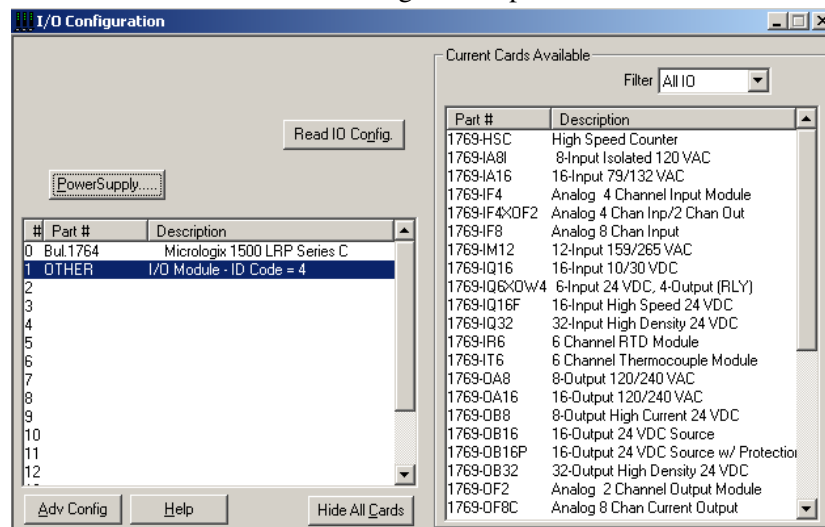 I/O Configuration
Read IO Config.
PowerSupply.....
# Part # Description
0 Bul.1764 Micrologix 1500 LRP Series C
1 OTHER I/O Module - ID Code = 4
2
3
4
5
6
7
8
9
10
11
12
Adv Config Help Hide All Cards
Current Cards Available
Filter All IO
Part # Description
1769-HSC High Speed Counter
1769-IA8I 8-Input Isolated 120 VAC
1769-IA16 16-Input 79/132 VAC
1769-IF4 Analog 4 Channel Input Module
1769-IF4XOF2 Analog 4 Chan Inp/2 Chan Out
1769-IF8 Analog 8 Chan Input
1769-IM12 12-Input 159/265 VAC
1769-IQ16 16-Input 10/30 VDC
1769-IQ6XOW4 6-Input 24 VDC, 4-Output (RLY)
1769-IQ16F 16-Input High Speed 24 VDC
1769-IQ32 32-Input High Density 24 VDC
1769-IR6 6 Channel RTD Module
1769-IT6 6 Channel Thermocouple Module
1769-OA8 8-Output 120/240 VAC
1769-OA16 16-Output 120/240 VAC
1769-OB8 8-Output High Current 24 VDC
1769-OB16 16-Output 24 VDC Source
1769-OB16P 16-Output 24 VDC Source w/ Protection
1769-OB32 32-Output High Density 24 VDC
1769-OF2 Analog 2 Channel Output Module
1769-OF8C Analog 8 Chan Current Output